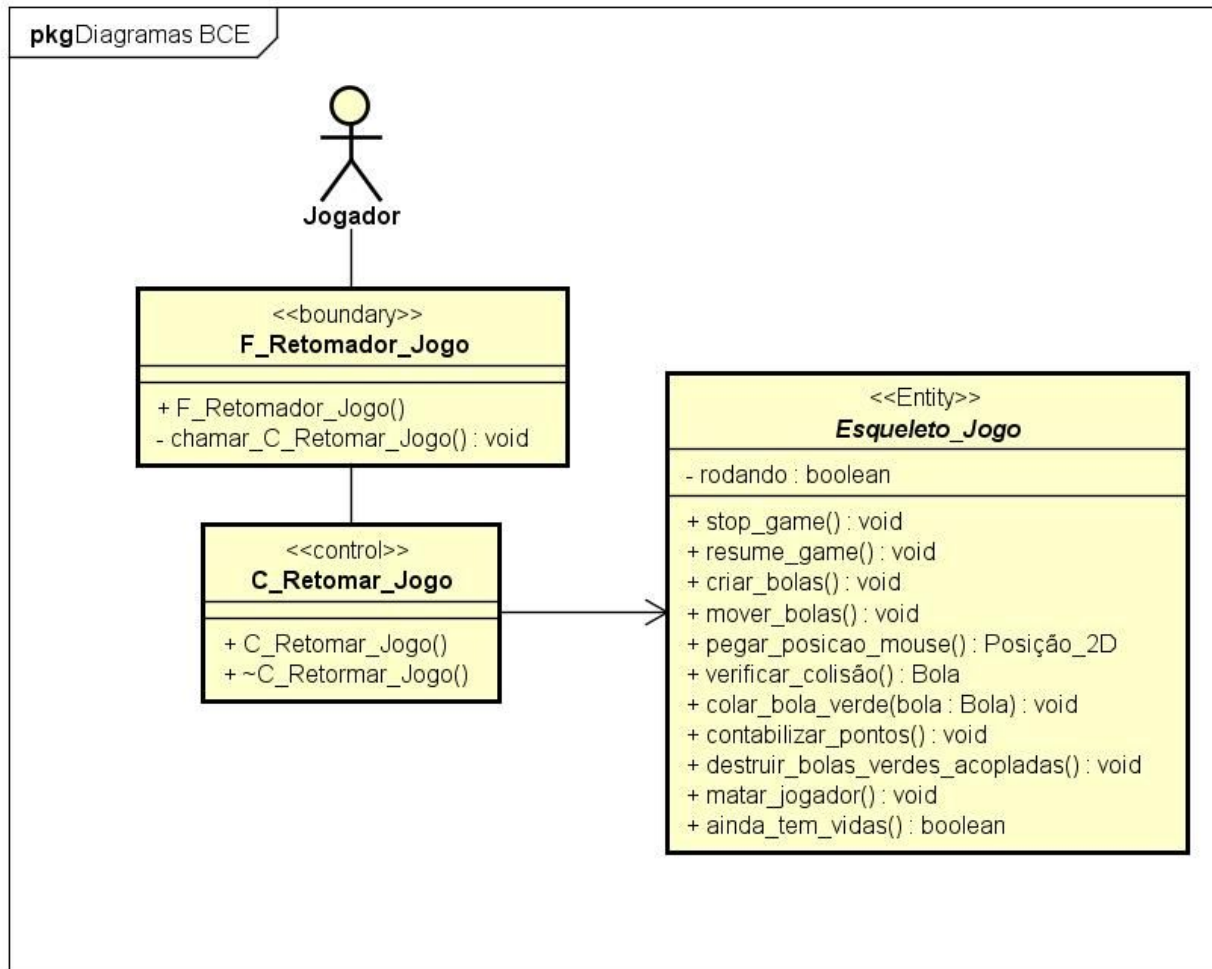 pkgDiagramas BCE
Jogador
<<boundary>>
F_Retomador_Jogo
+ F_Retomador_Jogo()
- chamar_C_Retomar_Jogo() : void
<<control>>
C_Retomar_Jogo
+ C_Retomar_Jogo()
+ ~C_Retormar_Jogo()
<<Entity>>
Esqueleto_Jogo
- rodando : boolean
+ stop_game() : void
+ resume_game() : void
+ criar_bolas() : void
+ mover_bolas() : void
+ pegar_posicao_mouse() : Posição_2D
+ verificar_colisão() : Bola
+ colar_bola_verde(bola : Bola) : void
+ contabilizar_pontos() : void
+ destruir_bolas_verdes_acopladas() : void
+ matar_jogador() : void
+ ainda_tem_vidas() : boolean